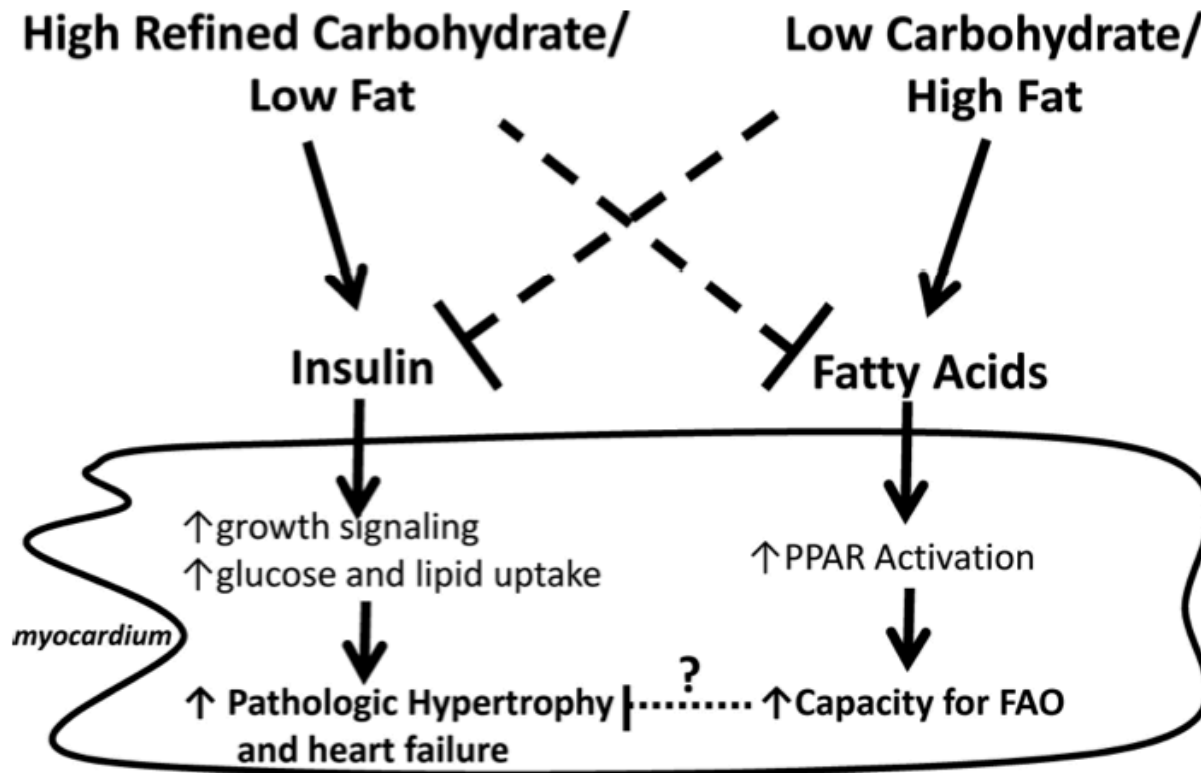 High Refined Carbohydrate/
Low Fat
Low Carbohydrate/
High Fat
Insulin
Fatty Acids
↑growth signaling
↑glucose and lipid uptake
↑PPAR Activation
myocardium
↑ Pathologic Hypertrophy
and heart failure
?
↑Capacity for FAO